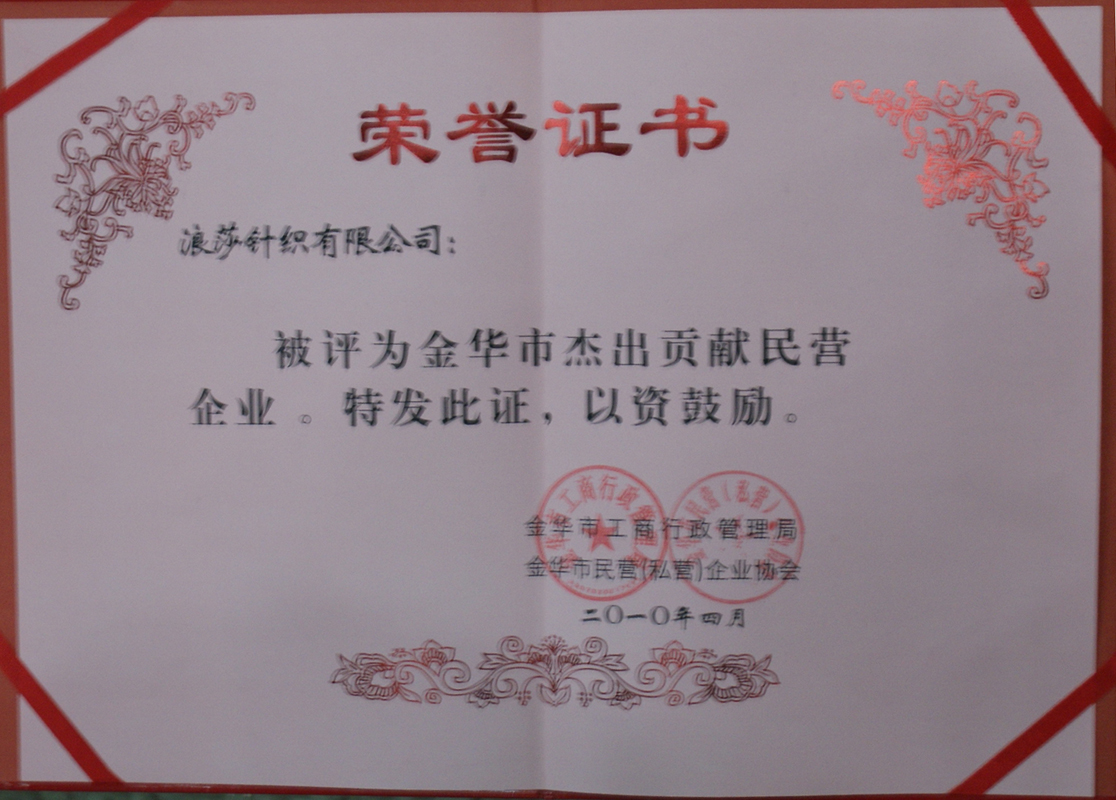 荣誉证书
浪莎针织有限公司：
被评为金华市杰出贡献民营
企业。特发此证，以资鼓励。
金华市工商行政管理局
金华市民营(私营)企业协会
二〇一〇年四月